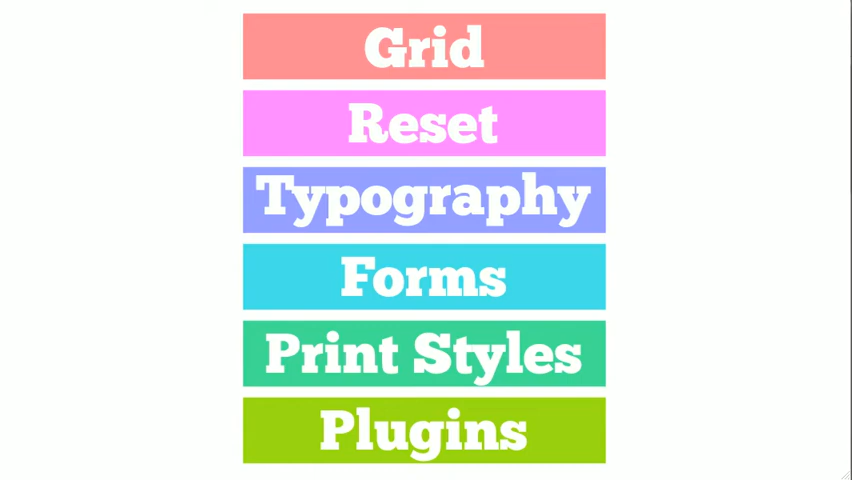 Grid
Reset
Typography
Forms
Print Styles
Plugins